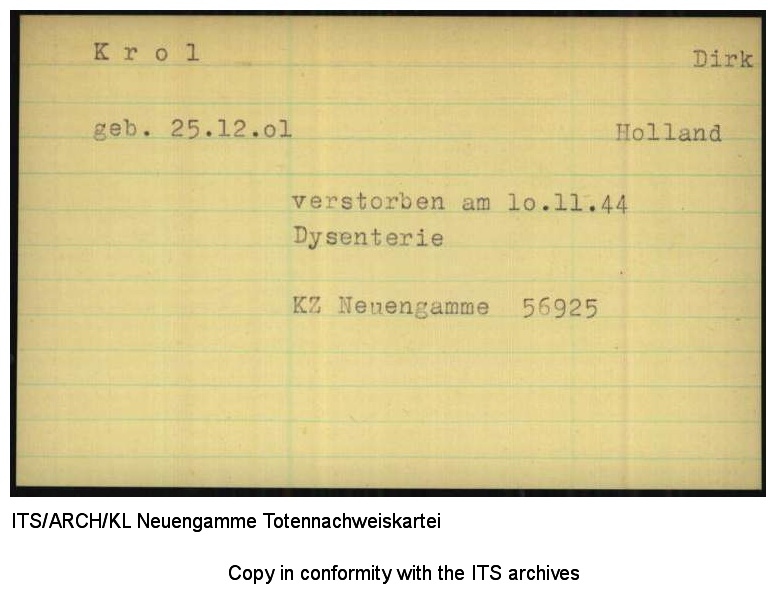 K r o l Dirk
geb. 25.12.o1 Holland
verstorben am 1o.11.44
Dysenterie
KZ Neuengamme 56925
ITS/ARCH/KL Neuengamme Totennachweiskartei
Copy in conformity with the ITS archives